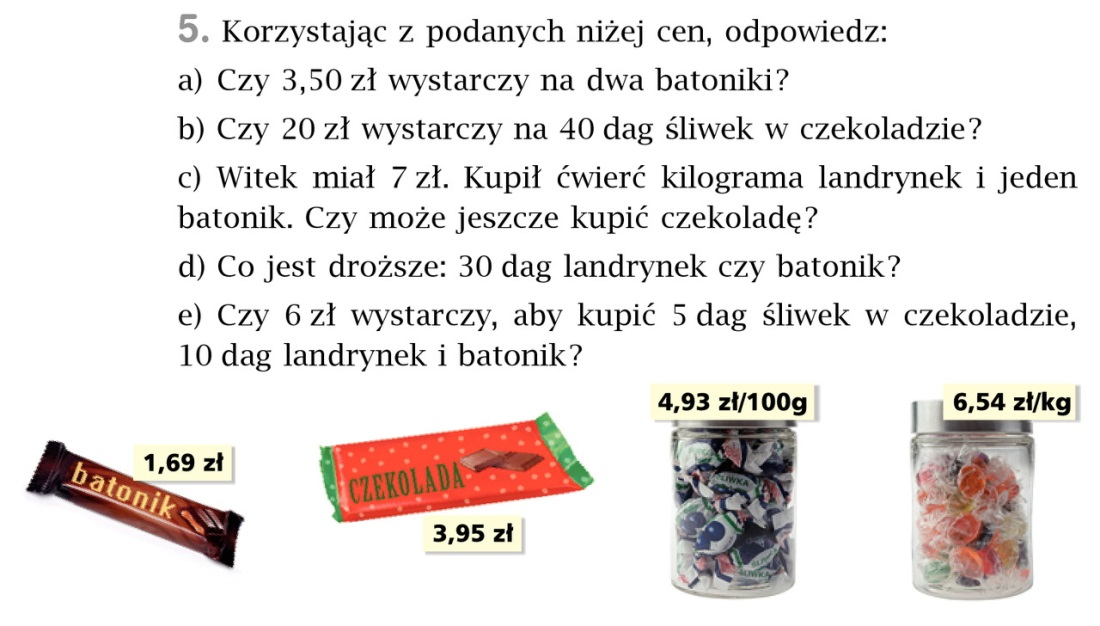 5. Korzystając z podanych niżej cen, odpowiedz:
a) Czy 3,50 zł wystarczy na dwa batoniki?
b) Czy 20 zł wystarczy na 40 dag śliwek w czekoladzie?
c) Witek miał 7 zł. Kupił ćwierć kilograma landrynek i jeden
batonik. Czy może jeszcze kupić czekoladę?
d) Co jest droższe: 30 dag landrynek czy batonik?
e) Czy 6 zł wystarczy, aby kupić 5 dag śliwek w czekoladzie,
10 dag landrynek i batonik?
batonik
1,69 zł
CZEKOLADA
3,95 zł
4,93 zł/100g
ŚLIWKA
ŚLIWKA
6,54 zł/kg